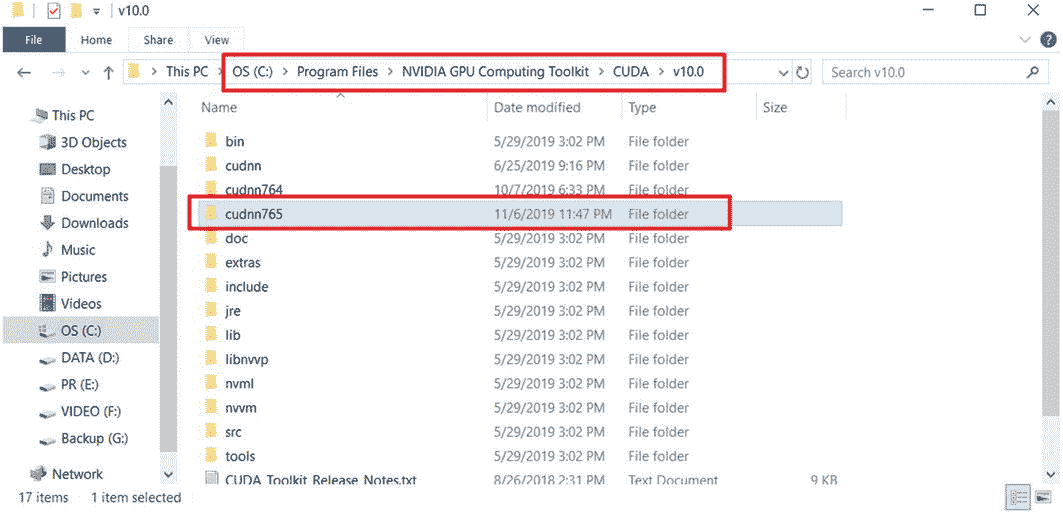 v10.0
File Home Share View
This PC OS (C:) Program Files NVIDIA GPU Computing Toolkit CUDA v10.0 Search v10.0
Name Date modified Type Size
This PC
3D Objects
Desktop
Documents
Downloads
Music
Pictures
Videos
OS (C:)
DATA (D:)
PR (E:)
VIDEO (F:)
Backup (G:)
Network
bin 5/29/2019 3:02 PM File folder
cudnn 6/25/2019 9:16 PM File folder
cudnn764 10/7/2019 6:33 PM File folder
cudnn765 11/6/2019 11:47 PM File folder
doc 5/29/2019 3:02 PM File folder
extras 5/29/2019 3:02 PM File folder
include 5/29/2019 3:02 PM File folder
jre 5/29/2019 3:02 PM File folder
lib 5/29/2019 3:02 PM File folder
libnvvp 5/29/2019 3:02 PM File folder
nvml 5/29/2019 3:02 PM File folder
nvvm 5/29/2019 3:02 PM File folder
src 5/29/2019 3:02 PM File folder
tools 5/29/2019 3:02 PM File folder
CUDA_Toolkit_Release_Notes.txt 8/26/2018 2:31 PM Text Document 9 KB
17 items 1 item selected